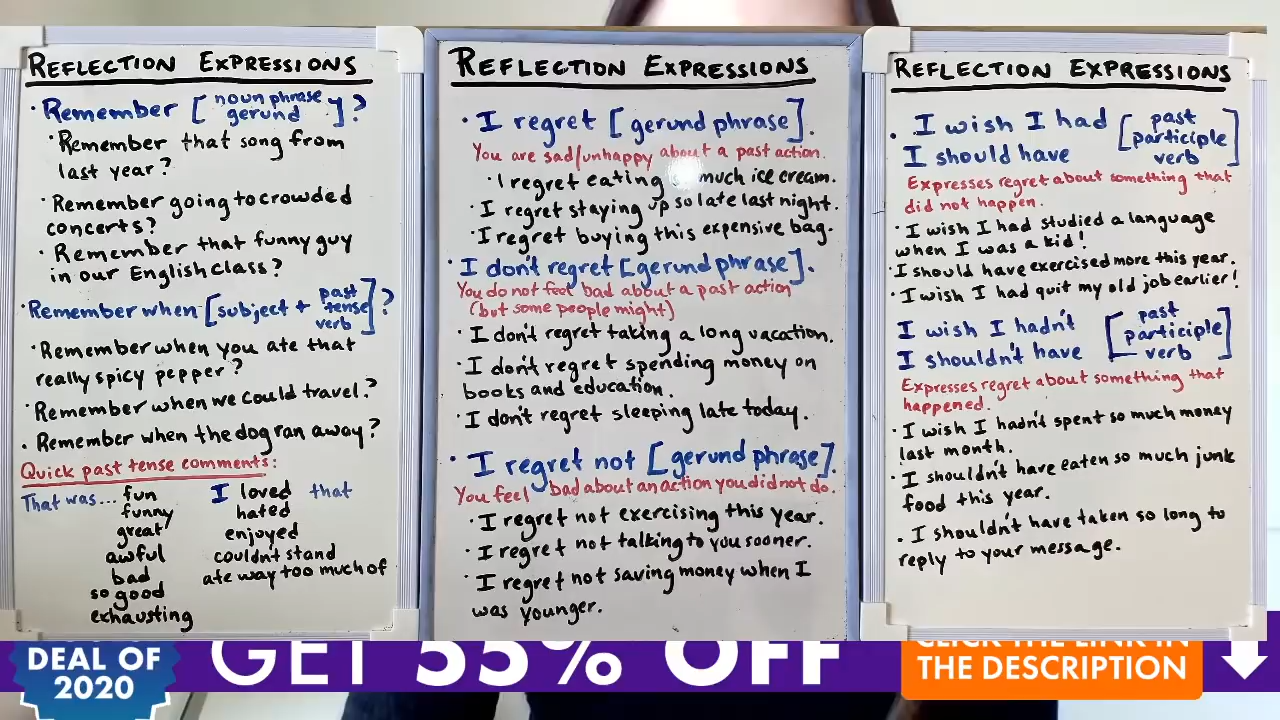 REFLECTION EXPRESSIONS
• Remember [ noun phrase gerund ] ?
• Remember that song from
last year?
• Remember going to crowded
concerts?
• Remember that funny guy
in our English class?
• Remember when [subject + past tense verb] ?
• Remember when you ate that
really spicy pepper?
• Remember when we could travel?
• Remember when the dog ran away?
Quick past tense comments:
That was... fun
funny
great
awful
bad
so good
exhausting
I loved that
hated
enjoyed
couldn't stand
ate way too much of
REFLECTION EXPRESSIONS
• I regret [gerund phrase].
You are sad/unhappy about a past action.
• I regret eating much ice cream.
• I regret staying up so late last night.
• I regret buying this expensive bag.
• I don't regret [gerund phrase].
You do not feel bad about a past action
(but some people might)
• I don't regret taking a long vacation.
• I don't regret spending money on
books and education.
• I don't regret sleeping late today.
• I regret not [gerund phrase].
You feel bad about an action you did not do.
• I regret not exercising this year.
• I regret not talking to you sooner.
• I regret not saving money when I
was younger.
REFLECTION EXPRESSIONS
• I wish I had
I should have
[past
participle
verb]
Expresses regret about something that
did not happen.
• I wish I had studied a language
when I was a kid!
• I should have exercised more this year.
• I wish I had quit my old job earlier!
I wish I hadn't
I shouldn't have
[past
participle
verb]
Expresses regret about something that
happened.
• I wish I hadn't spent so much money
last month.
• I shouldn't have eaten so much junk
food this year.
• I shouldn't have taken so long to
reply to your message.
DEAL OF
2020
GET 55% OFF
CLICK THE LINK IN
THE DESCRIPTION